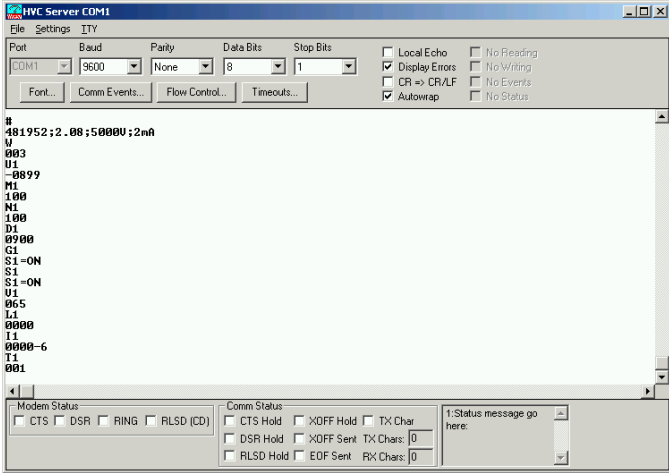 HVC Server COM1
File Settings TTY
Port Baud Parity Data Bits Stop Bits
COM1 9600 None 8 1
Local Echo No Reading
Display Errors No Writing
CR => CR/LF No Events
Autowrap No Status
Font... Comm Events... Flow Control... Timeouts...
#
481952;2.08;5000V;2mA
W
003
U1
-0899
M1
100
N1
100
D1
0900
G1
S1=ON
S1
S1=ON
V1
065
L1
0000
I1
0000-6
T1
001
Modem Status
CTS DSR RING RLSD (CD)
Comm Status
CTS Hold XOFF Hold TX Char
DSR Hold XOFF Sent TX Chars: 0
RLSD Hold EOF Sent RX Chars: 0
1:Status message go
here: